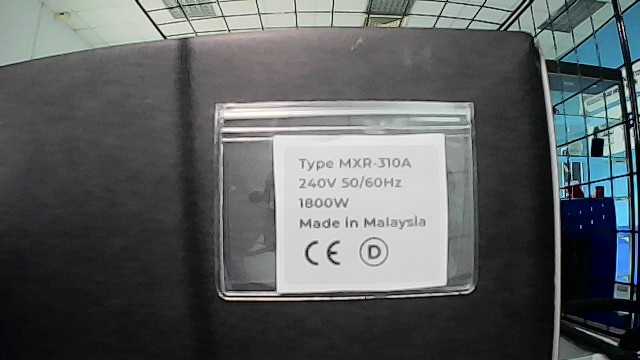 Type MXR-310A
240V 50/60Hz
1800W
Made in Malaysia
CE D